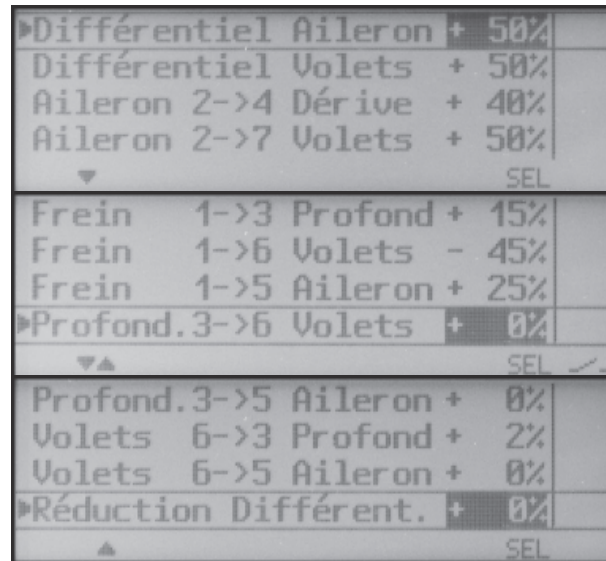 Différentiel Aileron + 50%
Différentiel Volets + 50%
Aileron 2->4 Dérive + 40%
Aileron 2->7 Volets + 50%
SEL
Frein 1->3 Profond + 15%
Frein 1->6 Volets - 45%
Frein 1->5 Aileron + 25%
Profond.3->6 Volets + 0%
SEL
Profond.3->5 Aileron + 0%
Volets 6->3 Profond + 2%
Volets 6->5 Aileron + 0%
Réduction Différent. + 0%
SEL